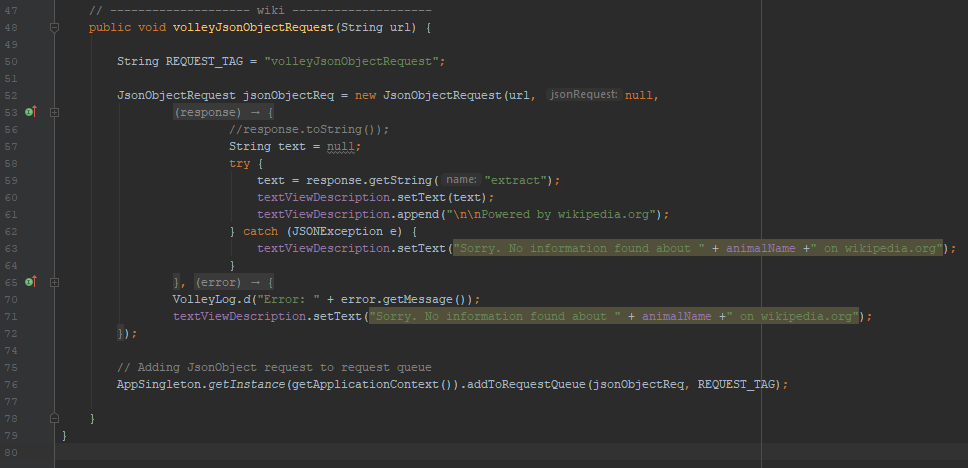 47 // -------------------- wiki --------------------
48 public void volleyJsonObjectRequest(String url) {
49
50 String REQUEST_TAG = "volleyJsonObjectRequest";
51
52 JsonObjectRequest jsonObjectReq = new JsonObjectRequest(url, jsonRequest: null,
53 (response) → {
56 //response.toString());
57 String text = null;
58 try {
59 text = response.getString( name: "extract");
60 textViewDescription.setText(text);
61 textViewDescription.append("\n\nPowered by wikipedia.org");
62 } catch (JSONException e) {
63 textViewDescription.setText("Sorry. No information found about " + animalName +" on wikipedia.org");
64 }
65 }, (error) → {
70 VolleyLog.d("Error: " + error.getMessage());
71 textViewDescription.setText("Sorry. No information found about " + animalName +" on wikipedia.org");
72 });
74
75 // Adding JsonObject request to request queue
76 AppSingleton.getInstance(getApplicationContext()).addToRequestQueue(jsonObjectReq, REQUEST_TAG);
77
78 }
79 }
80